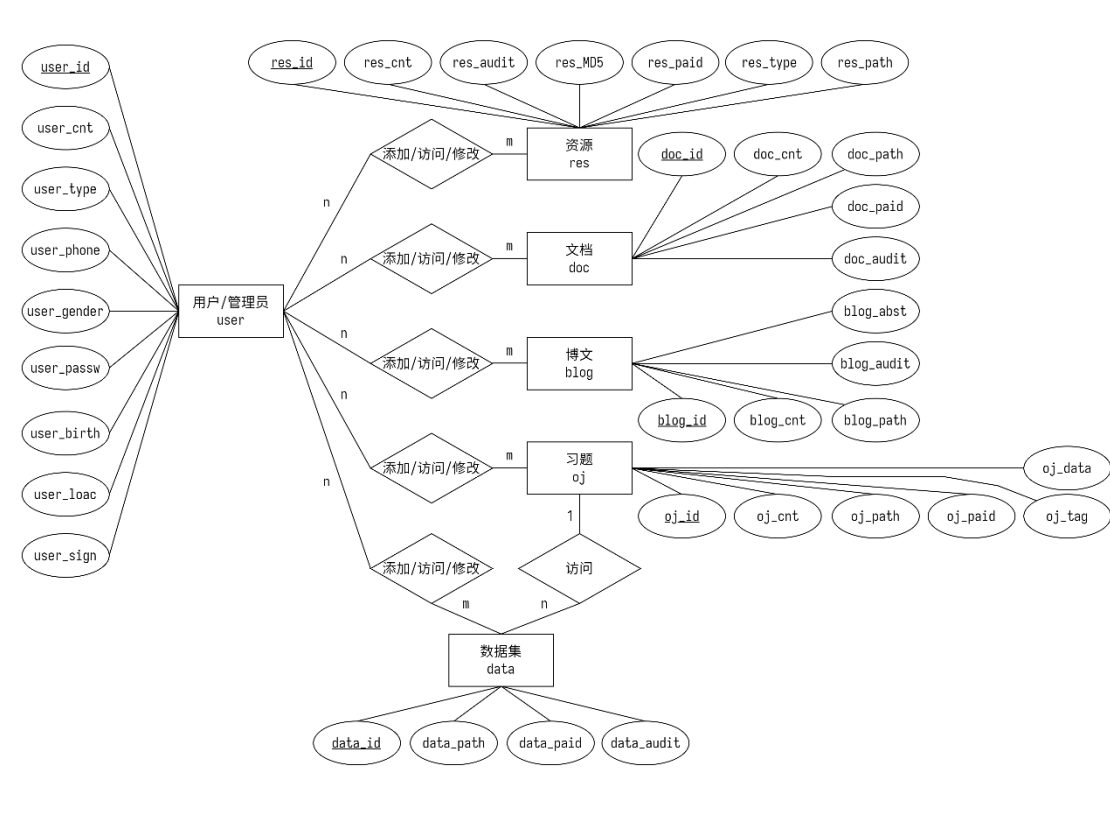 user_id
user_cnt
user_type
user_phone
user_gender
user_passw
user_birth
user_loac
user_sign
用户/管理员
user
res_id
res_cnt
res_audit
res_MD5
res_paid
res_type
res_path
n
添加/访问/修改
m
资源
res
doc_id
doc_cnt
doc_path
doc_paid
doc_audit
n
添加/访问/修改
m
文档
doc
n
添加/访问/修改
m
博文
blog
blog_abst
blog_audit
blog_id
blog_cnt
blog_path
n
添加/访问/修改
m
习题
oj
oj_data
oj_id
oj_cnt
oj_path
oj_paid
oj_tag
n
添加/访问/修改
m
1
访问
n
数据集
data
data_id
data_path
data_paid
data_audit